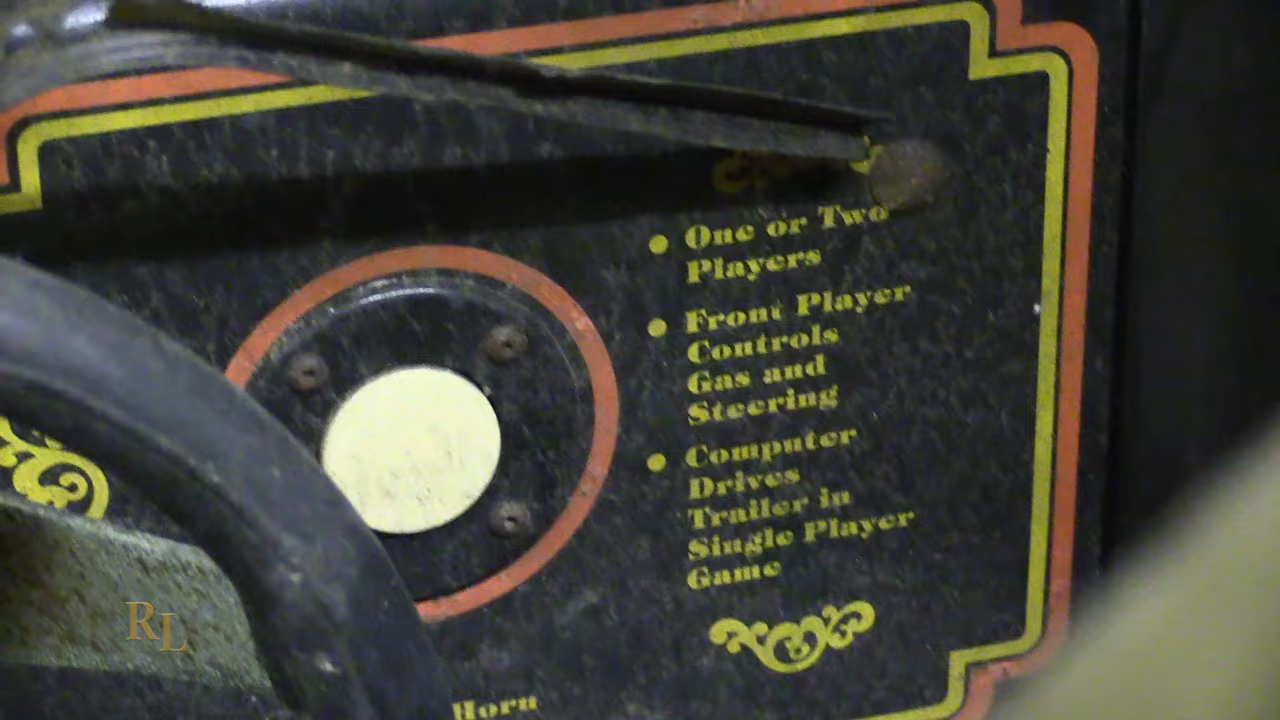 • One or Two
Players
• Front Player
Controls
Gas and
Steering
• Computer
Drives
Trailer in
Single Player
Game
Horn
RL